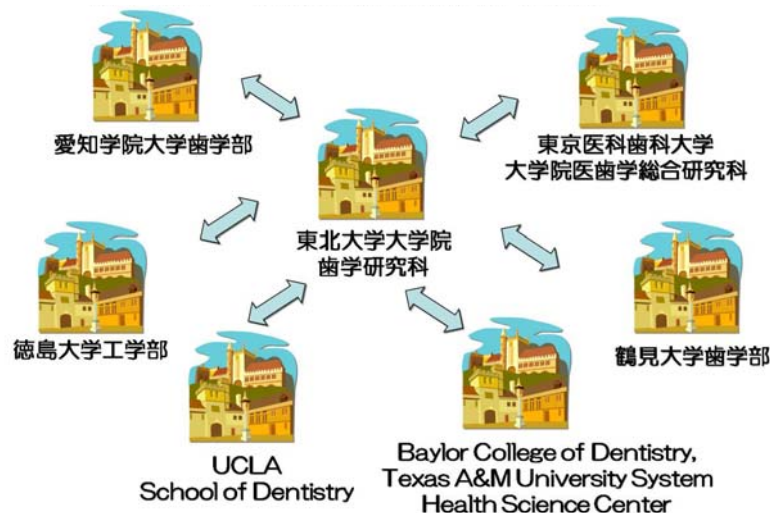 愛知学院大学歯学部
東京医科歯科大学
大学院医歯学総合研究科
東北大学大学院
歯学研究科
徳島大学工学部
鶴見大学歯学部
UCLA
School of Dentistry
Baylor College of Dentistry,
Texas A&M University System
Health Science Center